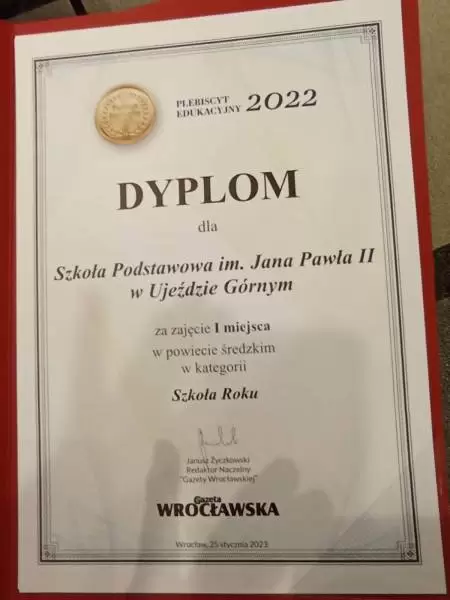 PLEBISCYT
EDUKACYJNY 2022
DYPLOM
dla
Szkoła Podstawowa im. Jana Pawła II
w Ujeździe Górnym
za zajęcie I miejsca
w powiecie średzkim
w kategorii
Szkoła Roku
Janusz Życzkowski
Redaktor Naczelny
"Gazety Wrocławskiej"
Gazeta
WROCŁAWSKA
Wrocław, 25 stycznia 2023